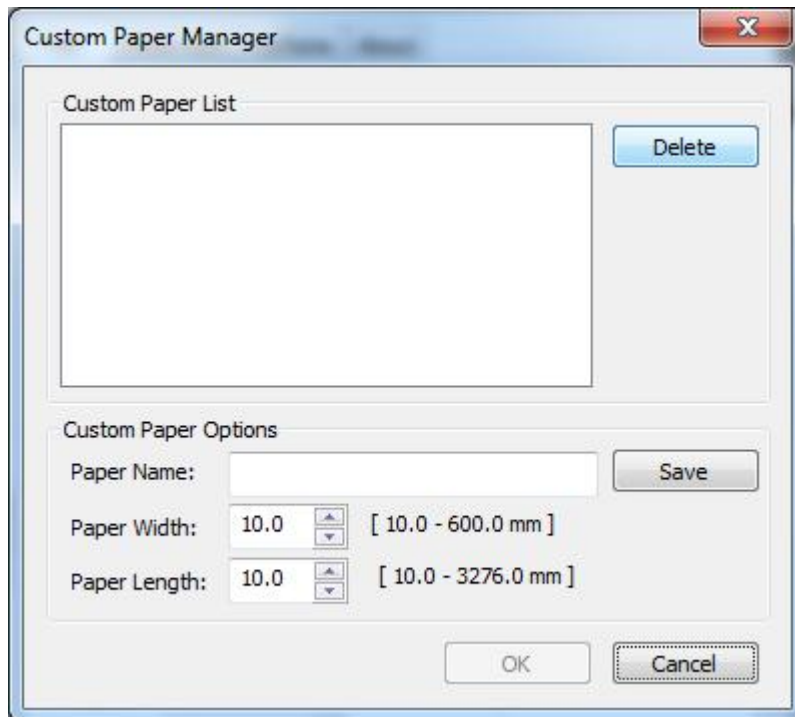 Custom Paper Manager
Custom Paper List
Delete
Custom Paper Options
Paper Name:
Save
Paper Width: 10.0 [ 10.0 - 600.0 mm ]
Paper Length: 10.0 [ 10.0 - 3276.0 mm ]
OK Cancel